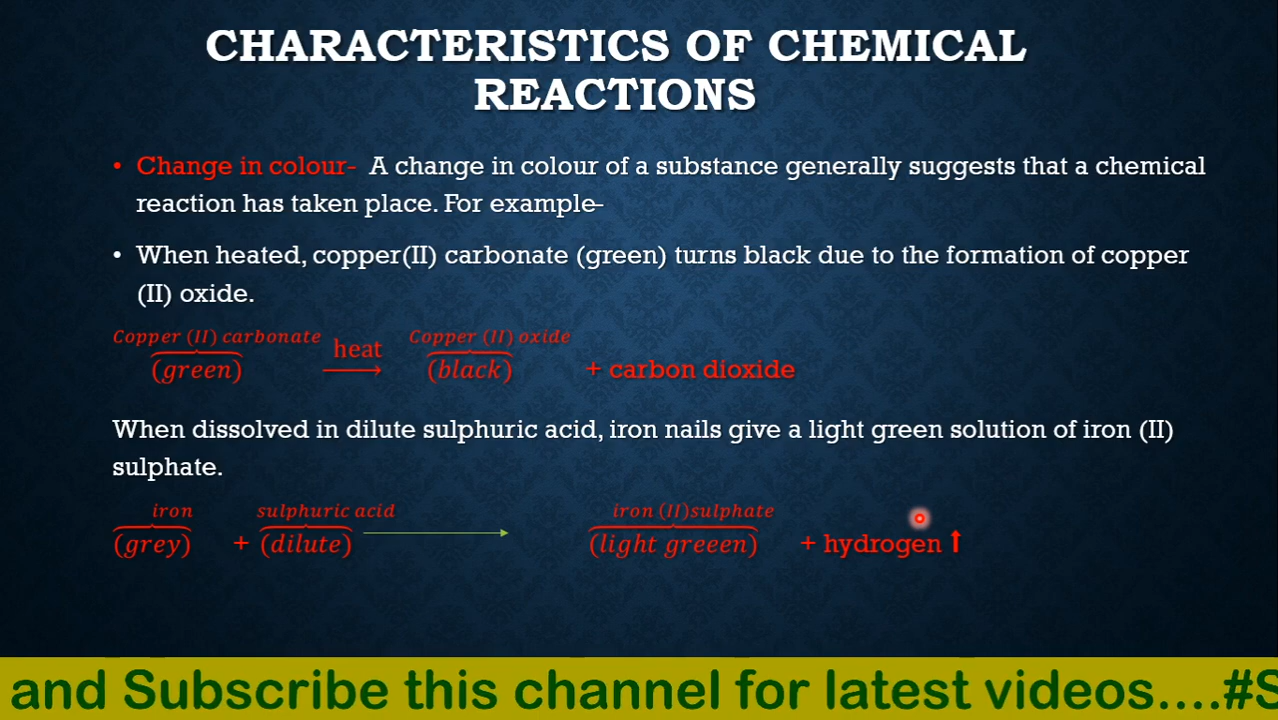 CHARACTERISTICS OF CHEMICAL
REACTIONS
• Change in colour- A change in colour of a substance generally suggests that a chemical
reaction has taken place. For example–
• When heated, copper(II) carbonate (green) turns black due to the formation of copper
(II) oxide.
Copper (II) carbonate heat Copper (II) oxide
(green) ⟶ (black) + carbon dioxide
When dissolved in dilute sulphuric acid, iron nails give a light green solution of iron (II)
sulphate.
iron sulphuric acid iron (II)sulphate
(grey) + (dilute) ⟶ (light greeen) + hydrogen ↑
and Subscribe this channel for latest videos....#S